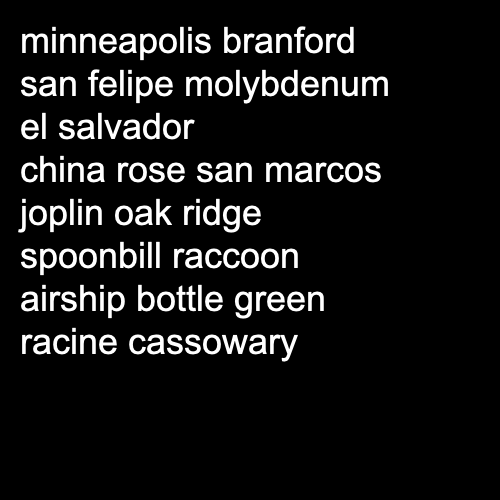 minneapolis branford
san felipe molybdenum
el salvador
china rose san marcos
joplin oak ridge
spoonbill raccoon
airship bottle green
racine cassowary